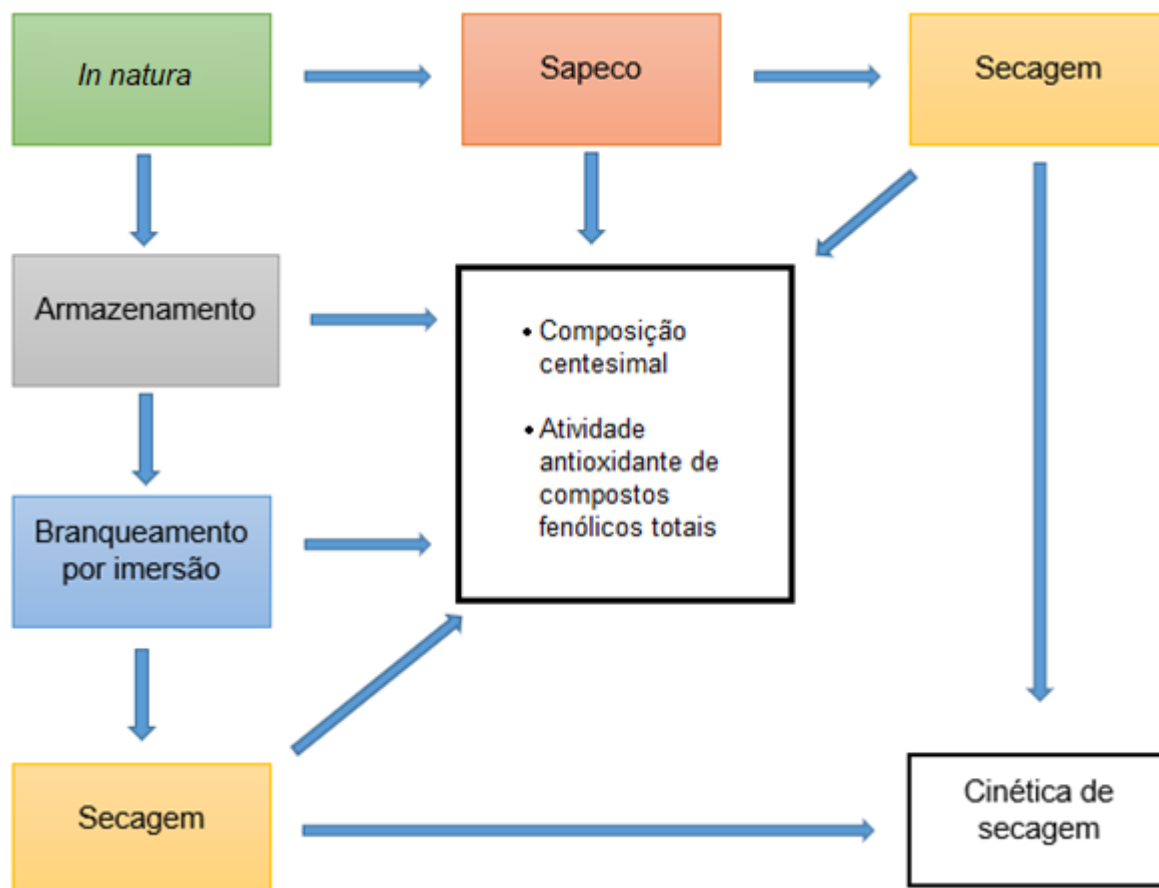 In natura
Sapeco
Secagem
Armazenamento
• Composição
centesimal
• Atividade
antioxidante de
compostos
fenólicos totais
Branqueamento
por imersão
Secagem
Cinética de
secagem